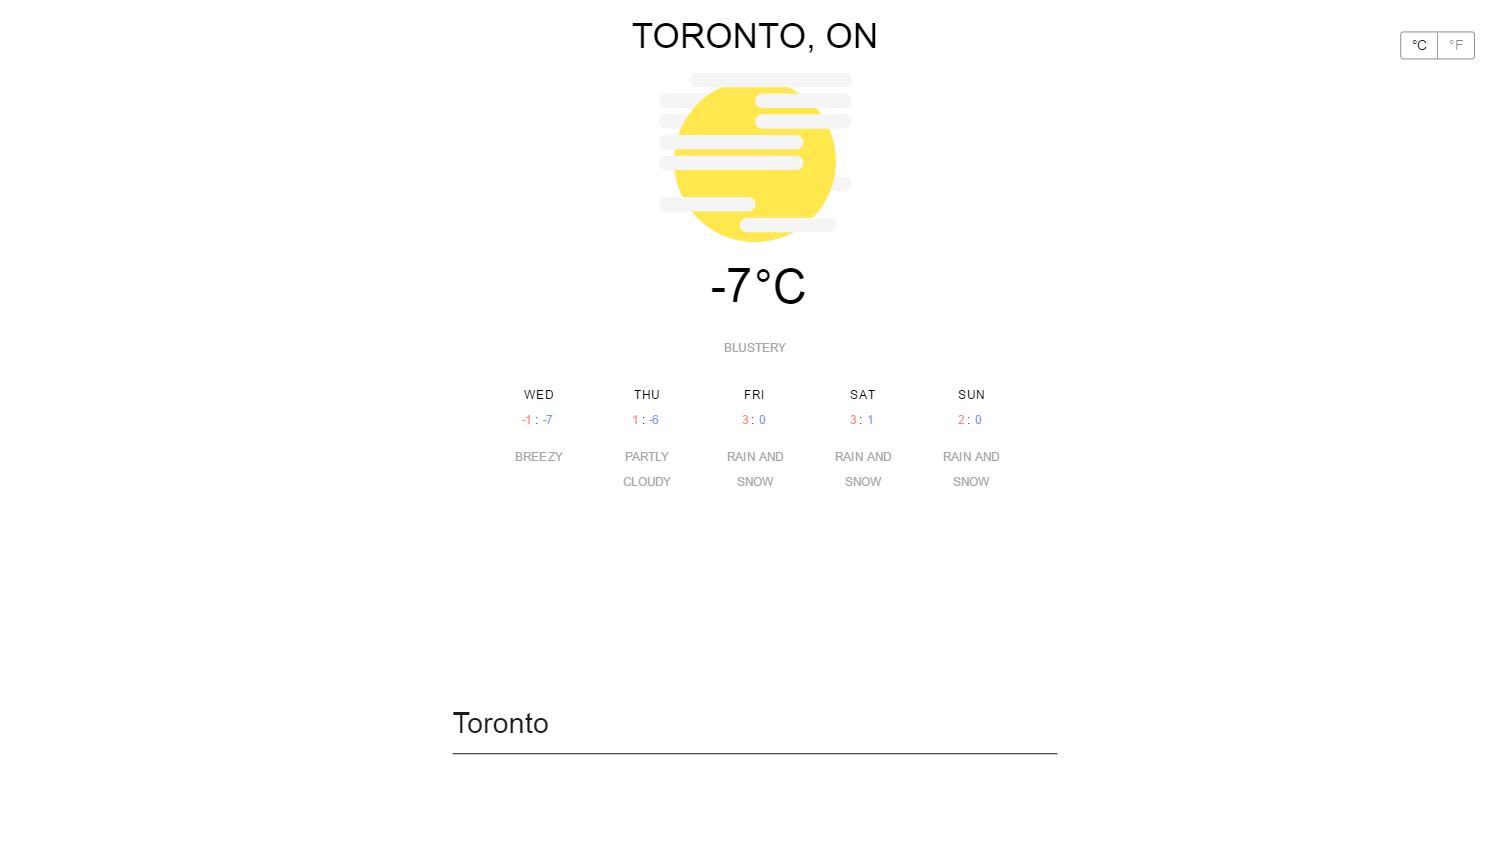 TORONTO, ON
°C °F
-7°C
BLUSTERY
WED THU FRI SAT SUN
-1 : -7 1 : -6 3 : 0 3 : 1 2 : 0
BREEZY PARTLY RAIN AND RAIN AND RAIN AND
CLOUDY SNOW SNOW SNOW
Toronto